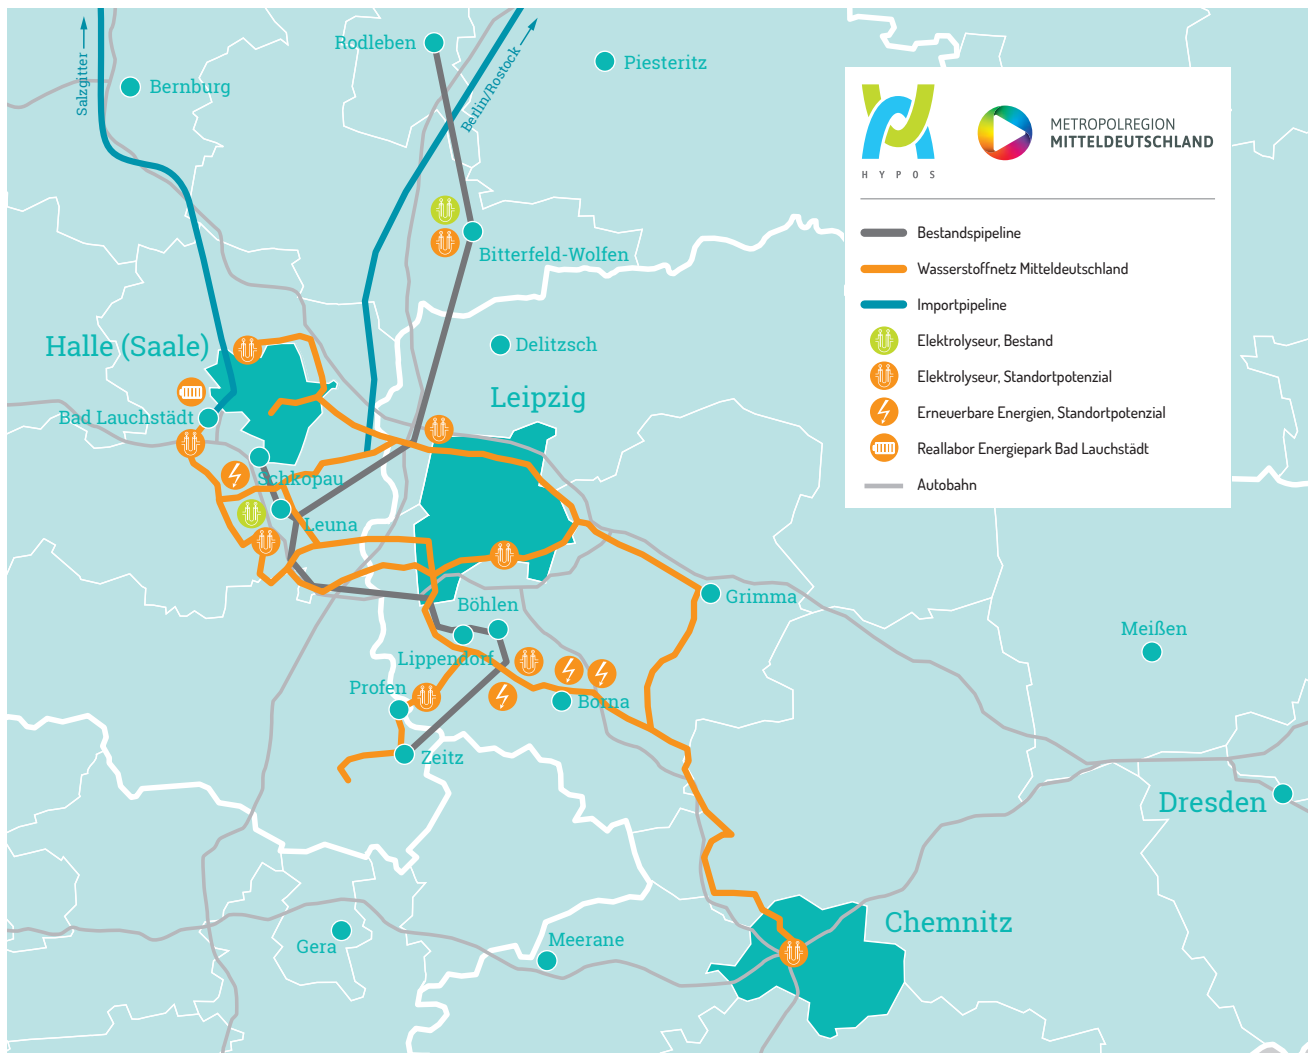 Salzgitter
Berlin/Rostock
Rodleben
Piesteritz
Bernburg
Bitterfeld-Wolfen
Halle (Saale)
Delitzsch
Leipzig
Bad Lauchstädt
Schkopau
Leuna
Böhlen
Grimma
Lippendorf
Meißen
Profen
Borna
Zeitz
Dresden
Chemnitz
Gera
Meerane
HYPOS
METROPOLREGION
MITTELDEUTSCHLAND
Bestandspipeline
Wasserstoffnetz Mitteldeutschland
Importpipeline
Elektrolyseur, Bestand
Elektrolyseur, Standortpotenzial
Erneuerbare Energien, Standortpotenzial
Reallabor Energiepark Bad Lauchstädt
Autobahn